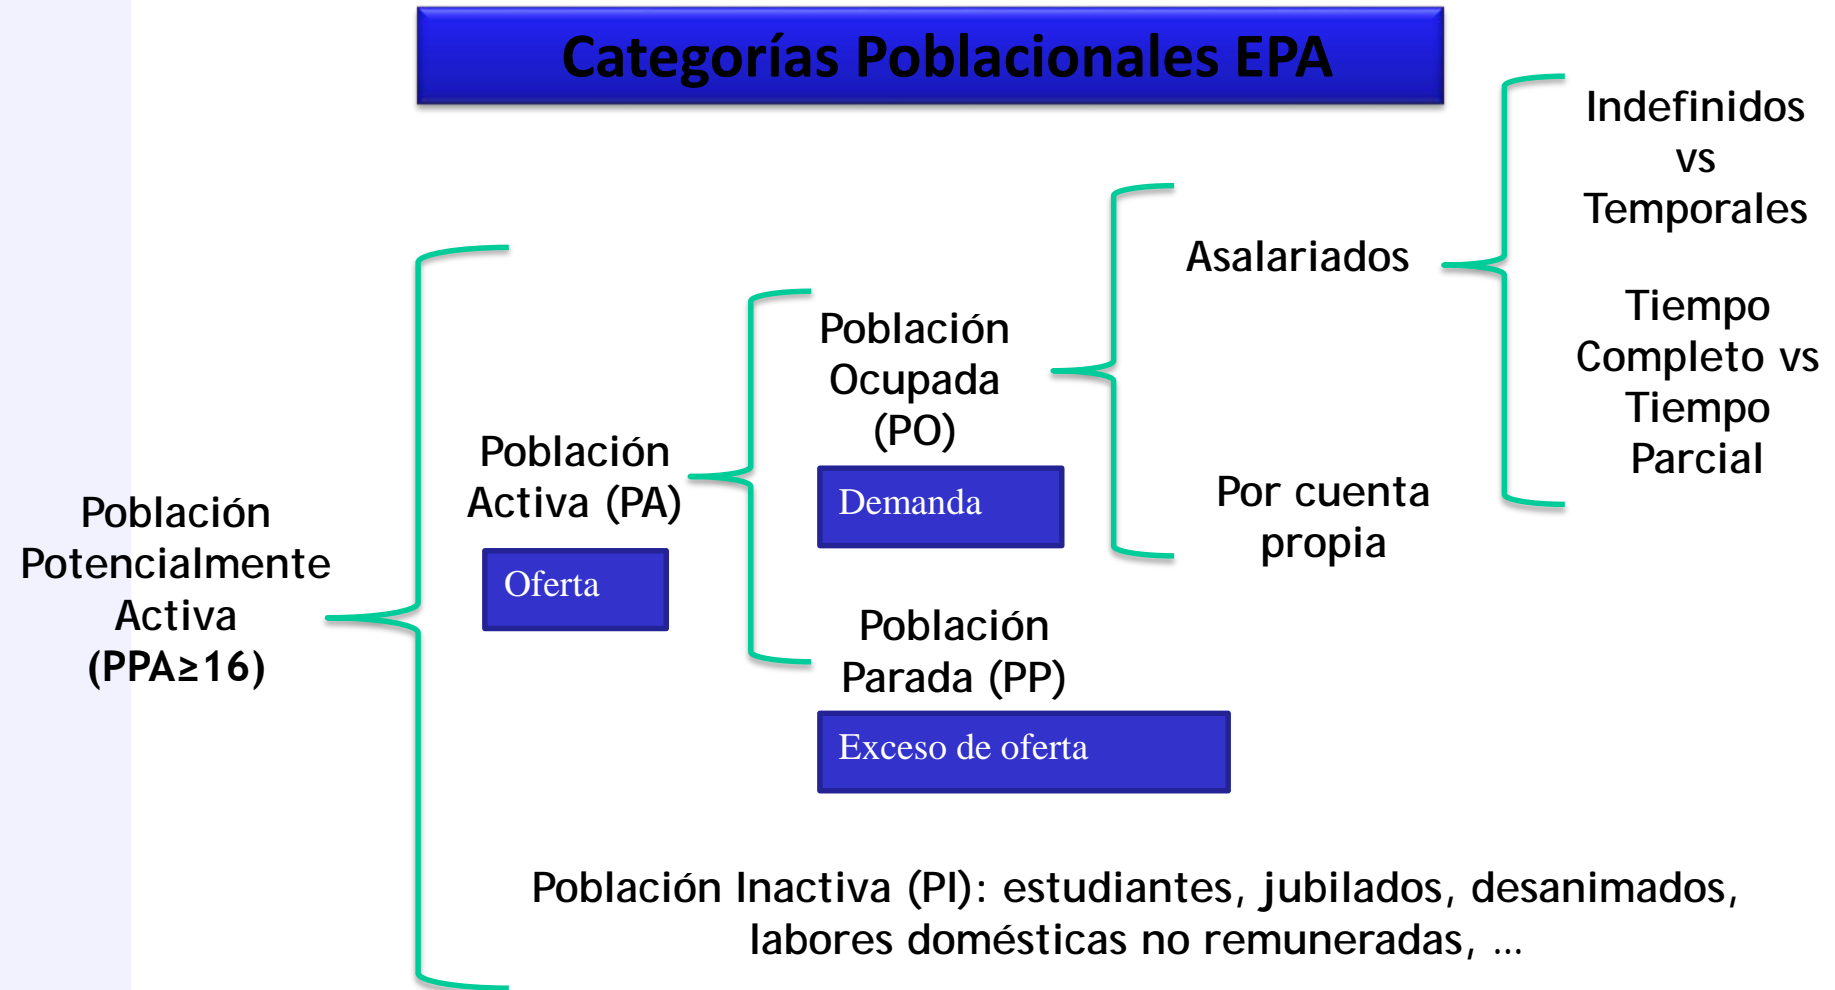 Categorías Poblacionales EPA
Población
Potencialmente
Activa
(PPA≥16)
Población
Activa (PA)
Oferta
Población
Ocupada
(PO)
Demanda
Población
Parada (PP)
Exceso de oferta
Asalariados
Por cuenta
propia
Indefinidos
vs
Temporales
Tiempo
Completo vs
Tiempo
Parcial
Población Inactiva (PI): estudiantes, jubilados, desanimados,
labores domésticas no remuneradas, …